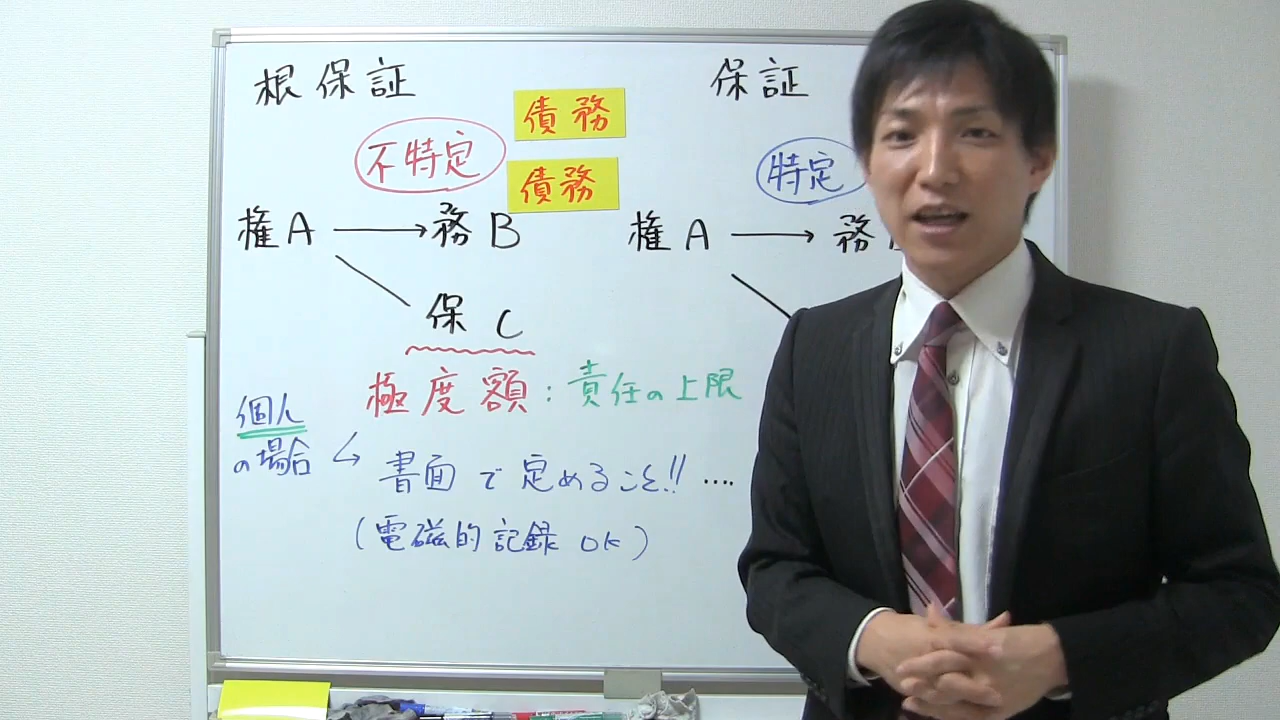 根保証
不特定
債務
債務
権A → 務B
保 C
極度額:責任の上限
個人
の場合
書面で定めること!! ‥‥
(電磁的記録 OK)
保証
特定
権A → 務